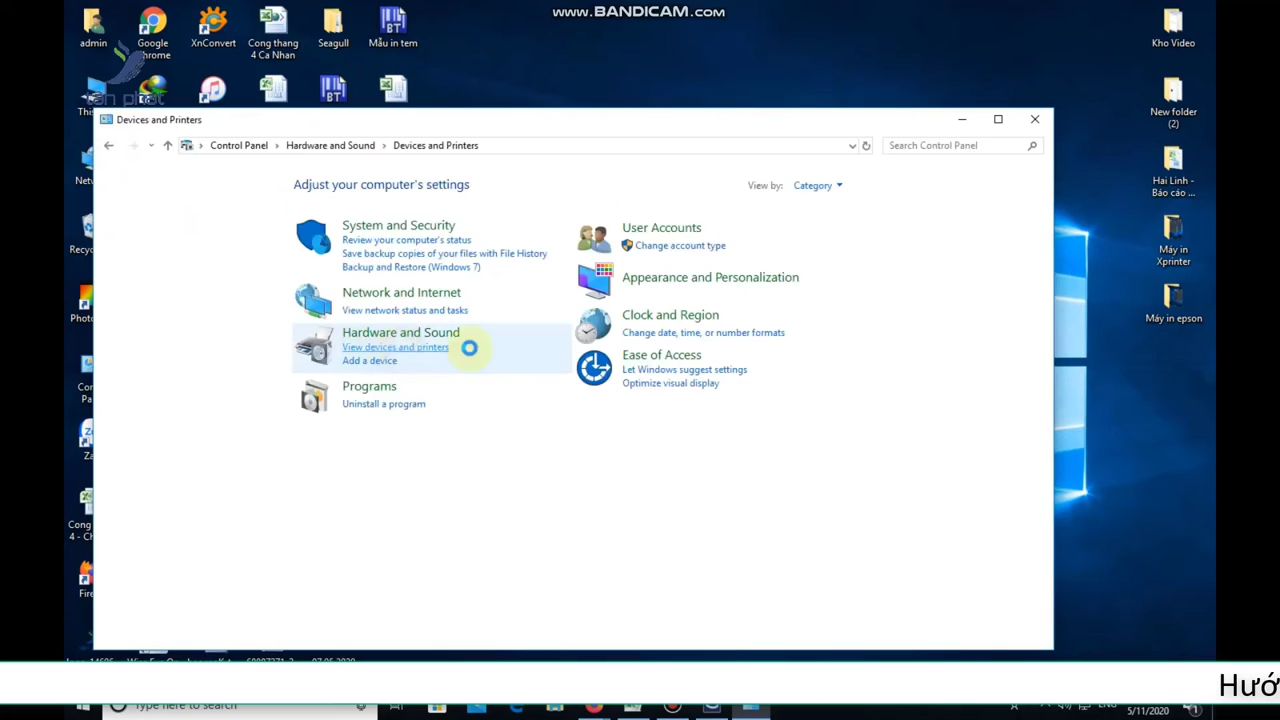 www.BANDICAM.com
admin
Google
XnConvert
Cong thang
4 Ca Nhan
Seagull
Mẫu in tem
Kho Video
tân phát
New folder
(2)
Hai Linh -
Báo cáo ...
Máy in
Xprinter
Máy in epson
Devices and Printers
Control Panel > Hardware and Sound > Devices and Printers
Search Control Panel
Adjust your computer's settings
View by: Category
System and Security
Review your computer's status
Save backup copies of your files with File History
Backup and Restore (Windows 7)
Network and Internet
View network status and tasks
Hardware and Sound
View devices and printers
Add a device
Programs
Uninstall a program
User Accounts
Change account type
Appearance and Personalization
Clock and Region
Change date, time, or number formats
Ease of Access
Let Windows suggest settings
Optimize visual display
Hướ
Type here to search
5/11/2020